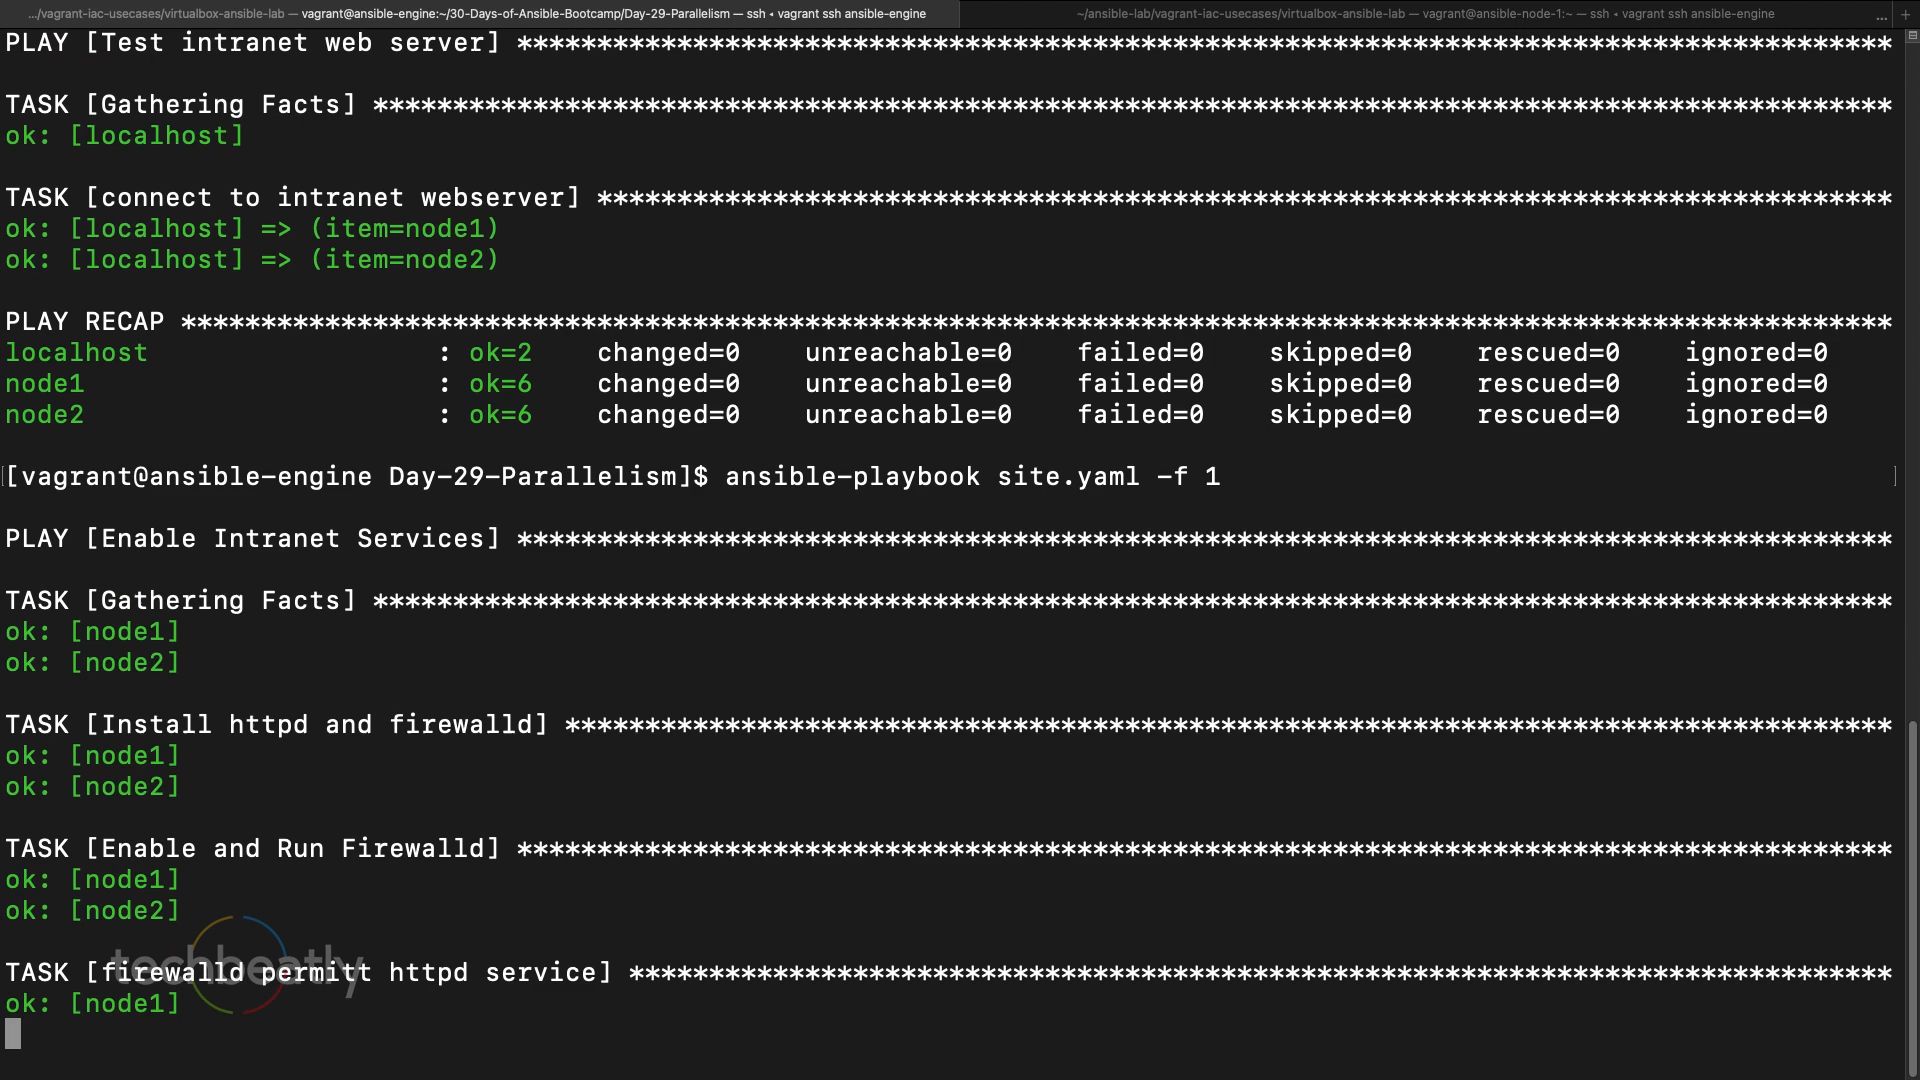 .../vagrant-iac-usecases/virtualbox-ansible-lab — vagrant@ansible-engine:~/30-Days-of-Ansible-Bootcamp/Day-29-Parallelism — ssh ◂ vagrant ssh ansible-engine
~/ansible-lab/vagrant-iac-usecases/virtualbox-ansible-lab — vagrant@ansible-node-1:~ — ssh ◂ vagrant ssh ansible-engine ... +
PLAY [Test intranet web server] **************************************************************************************
TASK [Gathering Facts] ***********************************************************************************************
ok: [localhost]
TASK [connect to intranet webserver] *********************************************************************************
ok: [localhost] => (item=node1)
ok: [localhost] => (item=node2)
PLAY RECAP ***********************************************************************************************************
localhost : ok=2 changed=0 unreachable=0 failed=0 skipped=0 rescued=0 ignored=0
node1 : ok=6 changed=0 unreachable=0 failed=0 skipped=0 rescued=0 ignored=0
node2 : ok=6 changed=0 unreachable=0 failed=0 skipped=0 rescued=0 ignored=0
[vagrant@ansible-engine Day-29-Parallelism]$ ansible-playbook site.yaml -f 1
PLAY [Enable Intranet Services] **************************************************************************************
TASK [Gathering Facts] ***********************************************************************************************
ok: [node1]
ok: [node2]
TASK [Install httpd and firewalld] ***********************************************************************************
ok: [node1]
ok: [node2]
TASK [Enable and Run Firewalld] **************************************************************************************
ok: [node1]
ok: [node2]
techbeatly
TASK [firewalld permitt httpd service] *******************************************************************************
ok: [node1]